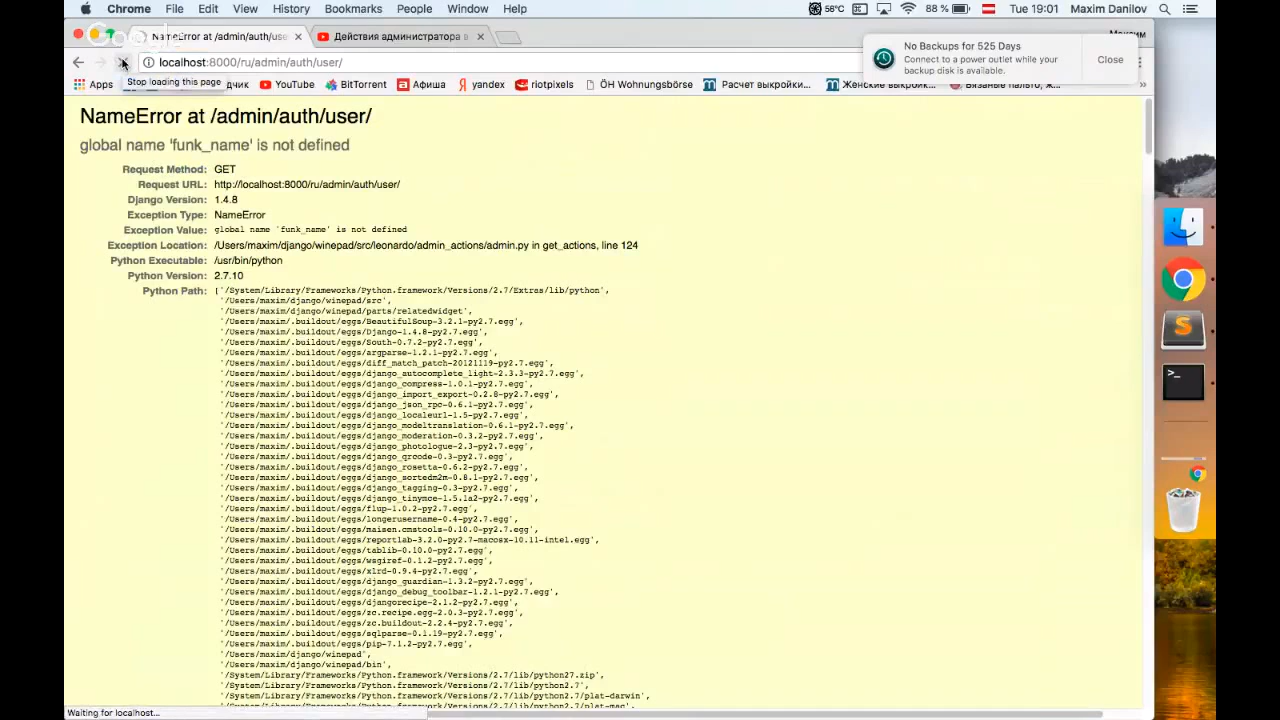 Chrome File Edit View History Bookmarks People Window Help 58°C 88 % Tue 19:01 Maxim Danilov
NameError at /admin/auth/use
Действия администратора в
localhost:8000/ru/admin/auth/user/
Stop loading this page
No Backups for 525 Days
Connect to a power outlet while your
backup disk is available.
Close
Apps
YouTube BitTorrent Афиша yandex riotpixels ÖH Wohnungsbörse Расчет выкройки...
NameError at /admin/auth/user/
global name 'funk_name' is not defined
Request Method: GET
Request URL: http://localhost:8000/ru/admin/auth/user/
Django Version: 1.4.8
Exception Type: NameError
Exception Value: global name 'funk_name' is not defined
Exception Location: /Users/maxim/django/winepad/src/leonardo/admin_actions/admin.py in get_actions, line 124
Python Executable: /usr/bin/python
Python Version: 2.7.10
Python Path: ['/System/Library/Frameworks/Python.framework/Versions/2.7/Extras/lib/python',
'/Users/maxim/django/winepad/src',
'/Users/maxim/django/winepad/parts/relatedwidget',
'/Users/maxim/.buildout/eggs/BeautifulSoup-3.2.1-py2.7.egg',
'/Users/maxim/.buildout/eggs/Django-1.4.8-py2.7.egg',
'/Users/maxim/.buildout/eggs/South-0.7.2-py2.7.egg',
'/Users/maxim/.buildout/eggs/argparse-1.2.1-py2.7.egg',
'/Users/maxim/.buildout/eggs/diff_match_patch-20121119-py2.7.egg',
'/Users/maxim/.buildout/eggs/django_autocomplete_light-2.3.3-py2.7.egg',
'/Users/maxim/.buildout/eggs/django_compress-1.0.1-py2.7.egg',
'/Users/maxim/.buildout/eggs/django_import_export-0.2.8-py2.7.egg',
'/Users/maxim/.buildout/eggs/django_json_rpc-0.6.1-py2.7.egg',
'/Users/maxim/.buildout/eggs/django_localeurl-1.5-py2.7.egg',
'/Users/maxim/.buildout/eggs/django_modeltranslation-0.6.1-py2.7.egg',
'/Users/maxim/.buildout/eggs/django_moderation-0.3.2-py2.7.egg',
'/Users/maxim/.buildout/eggs/django_photologue-2.3-py2.7.egg',
'/Users/maxim/.buildout/eggs/django_qrcode-0.3-py2.7.egg',
'/Users/maxim/.buildout/eggs/django_rosetta-0.6.2-py2.7.egg',
'/Users/maxim/.buildout/eggs/django_sortedm2m-0.8.1-py2.7.egg',
'/Users/maxim/.buildout/eggs/django_tagging-0.3-py2.7.egg',
'/Users/maxim/.buildout/eggs/django_tinymce-1.5.1a2-py2.7.egg',
'/Users/maxim/.buildout/eggs/flup-1.0.2-py2.7.egg',
'/Users/maxim/.buildout/eggs/longerusername-0.4-py2.7.egg',
'/Users/maxim/.buildout/eggs/maisen.cmstools-0.10.0-py2.7.egg',
'/Users/maxim/.buildout/eggs/reportlab-3.2.0-py2.7-macosx-10.11-intel.egg',
'/Users/maxim/.buildout/eggs/tablib-0.10.0-py2.7.egg',
'/Users/maxim/.buildout/eggs/wsgiref-0.1.2-py2.7.egg',
'/Users/maxim/.buildout/eggs/xlrd-0.9.4-py2.7.egg',
'/Users/maxim/.buildout/eggs/django_guardian-1.3.2-py2.7.egg',
'/Users/maxim/.buildout/eggs/django_debug_toolbar-1.2.1-py2.7.egg',
'/Users/maxim/.buildout/eggs/djangorecipe-2.1.2-py2.7.egg',
'/Users/maxim/.buildout/eggs/zc.recipe.egg-2.0.3-py2.7.egg',
'/Users/maxim/.buildout/eggs/zc.buildout-2.2.4-py2.7.egg',
'/Users/maxim/.buildout/eggs/sqlparse-0.1.19-py2.7.egg',
'/Users/maxim/.buildout/eggs/pip-7.1.2-py2.7.egg',
'/Users/maxim/django/winepad',
'/Users/maxim/django/winepad/bin',
'/System/Library/Frameworks/Python.framework/Versions/2.7/lib/python27.zip',
'/System/Library/Frameworks/Python.framework/Versions/2.7/lib/python2.7',
'/System/Library/Frameworks/Python.framework/Versions/2.7/lib/python2.7/plat-darwin',
'/System/Library/Frameworks/Python.framework/Versions/2.7/lib/python2.7/plat-mac',
Waiting for localhost...